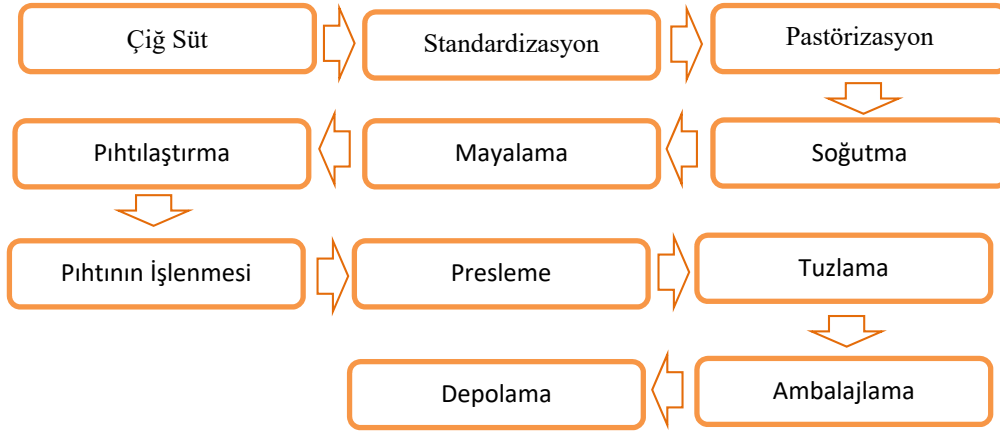 Çiğ Süt
Standardizasyon
Pastörizasyon
Soğutma
Mayalama
Pıhtılaştırma
Pıhtının İşlenmesi
Presleme
Tuzlama
Ambalajlama
Depolama